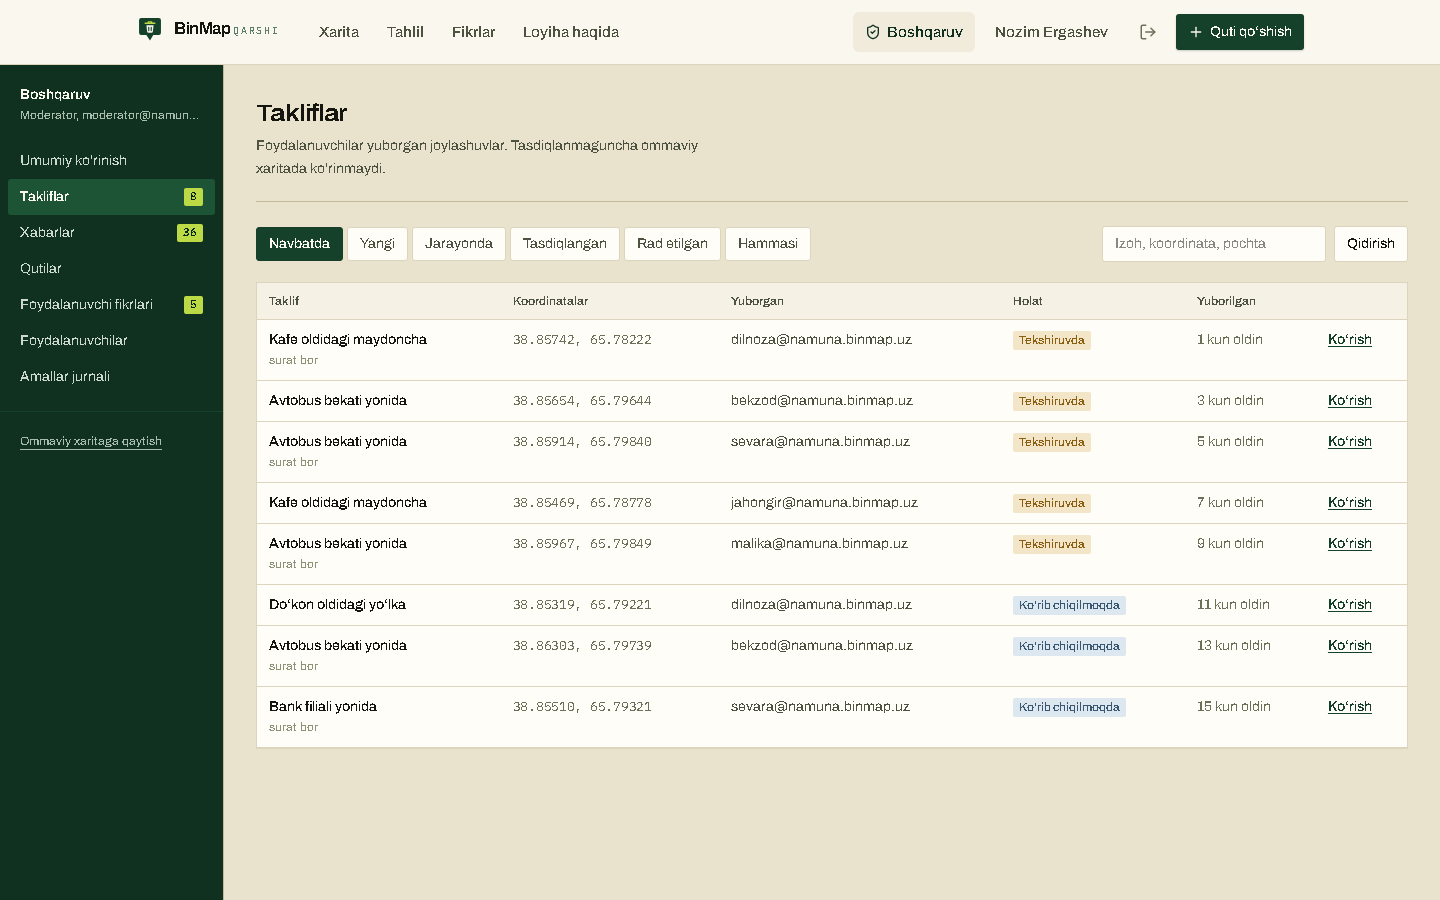 BinMap QARSHI
Xarita
Tahlil
Fikrlar
Loyiha haqida
Boshqaruv
Nozim Ergashev
Quti qo‘shish
Boshqaruv
Moderator, moderator@namun...
Umumiy ko‘rinish
Takliflar 8
Xabarlar 36
Qutilar
Foydalanuvchi fikrlari 5
Foydalanuvchilar
Amallar jurnali
Ommaviy xaritaga qaytish
Takliflar
Foydalanuvchilar yuborgan joylashuvlar. Tasdiqlanmaguncha ommaviy
xaritada ko‘rinmaydi.
Navbatda
Yangi
Jarayonda
Tasdiqlangan
Rad etilgan
Hammasi
Izoh, koordinata, pochta
Qidirish
Taklif Koordinatalar Yuborgan Holat Yuborilgan
Kafe oldidagi maydoncha 38.85742, 65.78222 dilnoza@namuna.binmap.uz Tekshiruvda 1 kun oldin Ko‘rish
surat bor
Avtobus bekati yonida 38.85654, 65.79644 bekzod@namuna.binmap.uz Tekshiruvda 3 kun oldin Ko‘rish
Avtobus bekati yonida 38.85914, 65.79840 sevara@namuna.binmap.uz Tekshiruvda 5 kun oldin Ko‘rish
surat bor
Kafe oldidagi maydoncha 38.85469, 65.78778 jahongir@namuna.binmap.uz Tekshiruvda 7 kun oldin Ko‘rish
Avtobus bekati yonida 38.85967, 65.79849 malika@namuna.binmap.uz Tekshiruvda 9 kun oldin Ko‘rish
surat bor
Do‘kon oldidagi yo‘lka 38.85319, 65.79221 dilnoza@namuna.binmap.uz Ko‘rib chiqilmoqda 11 kun oldin Ko‘rish
Avtobus bekati yonida 38.86303, 65.79739 bekzod@namuna.binmap.uz Ko‘rib chiqilmoqda 13 kun oldin Ko‘rish
surat bor
Bank filiali yonida 38.85510, 65.79321 sevara@namuna.binmap.uz Ko‘rib chiqilmoqda 15 kun oldin Ko‘rish
surat bor